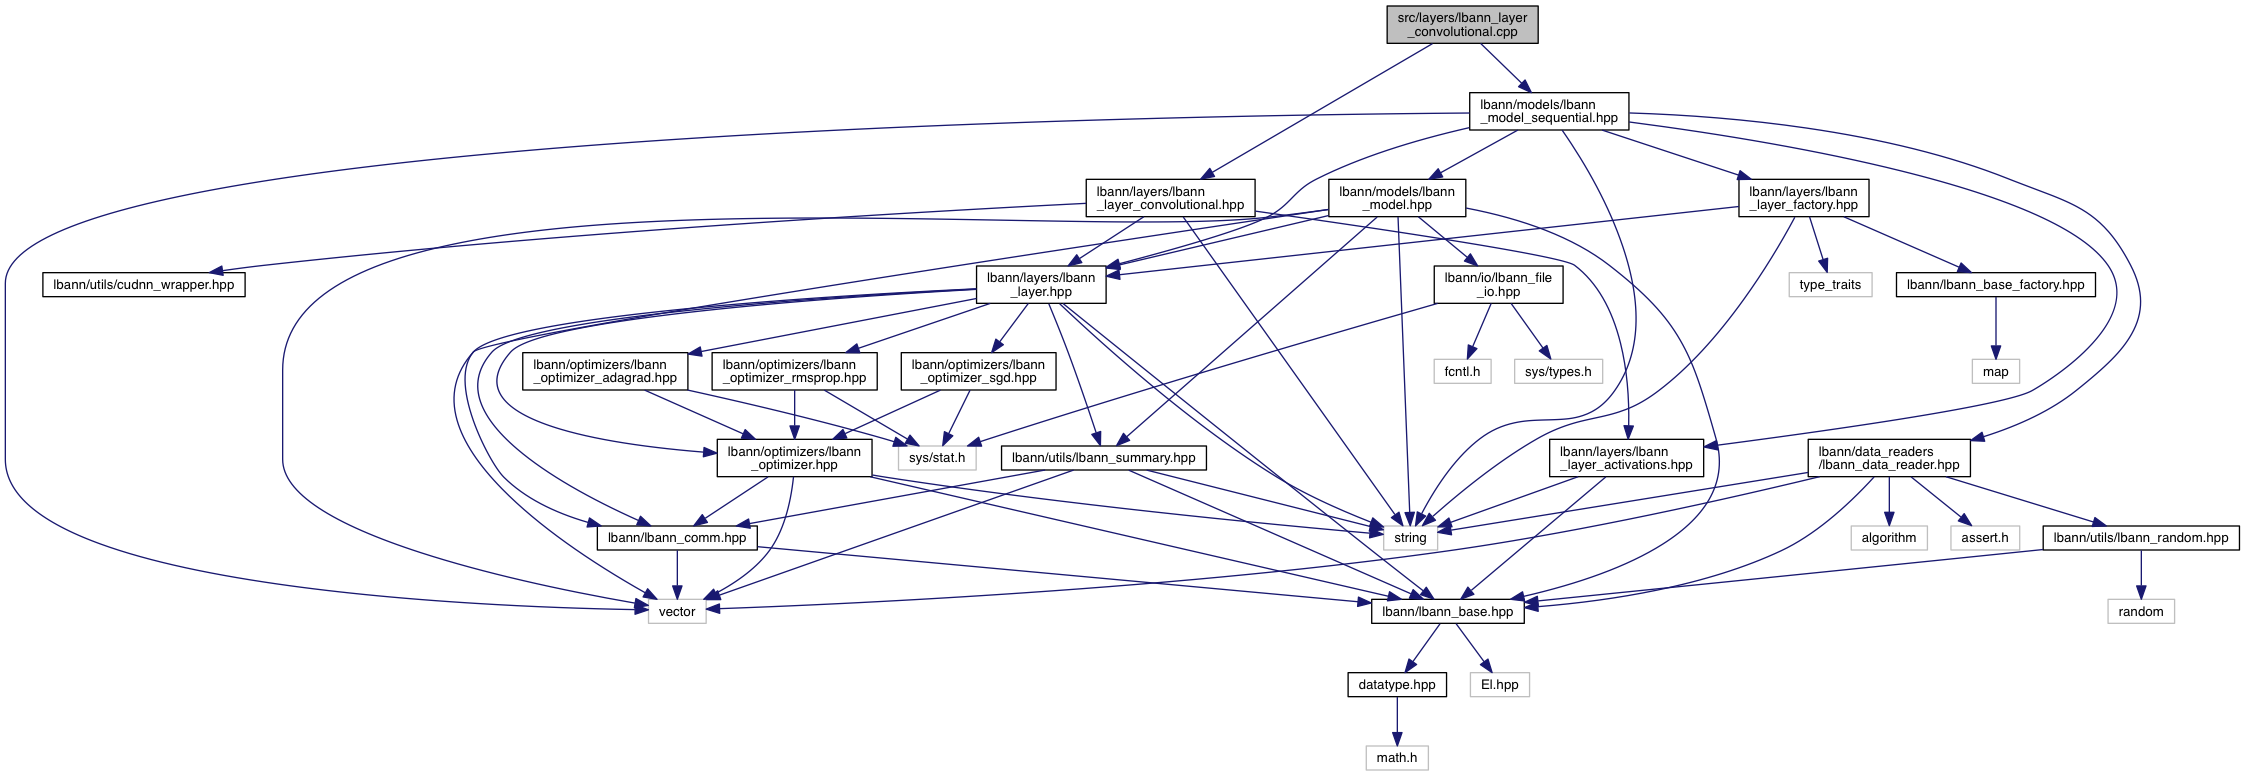 src/layers/lbann_layer
_convolutional.cpp
lbann/models/lbann
_model_sequential.hpp
lbann/layers/lbann
_layer_convolutional.hpp
lbann/models/lbann
_model.hpp
lbann/layers/lbann
_layer_factory.hpp
lbann/utils/cudnn_wrapper.hpp
lbann/layers/lbann
_layer.hpp
lbann/io/lbann_file
_io.hpp
type_traits
lbann/lbann_base_factory.hpp
lbann/optimizers/lbann
_optimizer_adagrad.hpp
lbann/optimizers/lbann
_optimizer_rmsprop.hpp
lbann/optimizers/lbann
_optimizer_sgd.hpp
fcntl.h
sys/types.h
map
lbann/optimizers/lbann
_optimizer.hpp
sys/stat.h
lbann/utils/lbann_summary.hpp
lbann/layers/lbann
_layer_activations.hpp
lbann/data_readers
/lbann_data_reader.hpp
lbann/lbann_comm.hpp
string
algorithm
assert.h
lbann/utils/lbann_random.hpp
vector
lbann/lbann_base.hpp
random
datatype.hpp
El.hpp
math.h